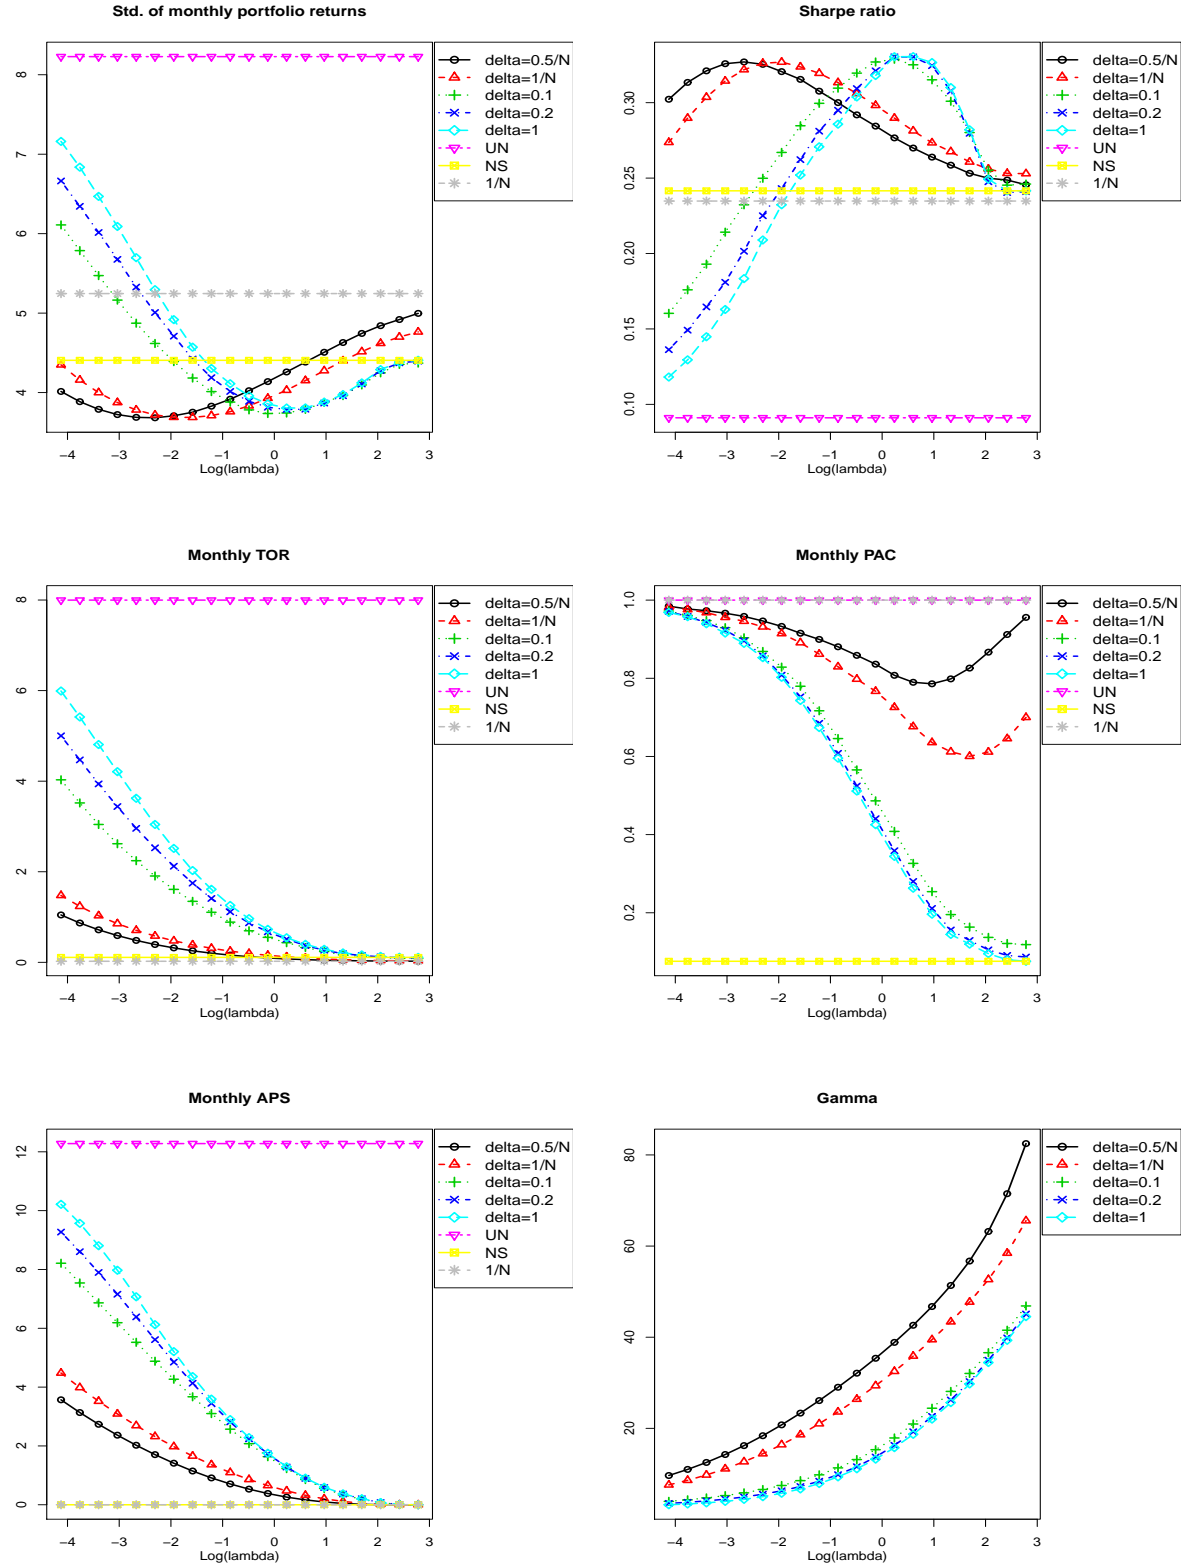 Std. of monthly portfolio returns
8
7
6
5
4
−4 −3 −2 −1 0 1 2 3
Log(lambda)
delta=0.5/N
delta=1/N
delta=0.1
delta=0.2
delta=1
UN
NS
1/N
Sharpe ratio
0.30
0.25
0.20
0.15
0.10
−4 −3 −2 −1 0 1 2 3
Log(lambda)
delta=0.5/N
delta=1/N
delta=0.1
delta=0.2
delta=1
UN
NS
1/N
Monthly TOR
8
6
4
2
0
−4 −3 −2 −1 0 1 2 3
Log(lambda)
delta=0.5/N
delta=1/N
delta=0.1
delta=0.2
delta=1
UN
NS
1/N
Monthly PAC
1.0
0.8
0.6
0.4
0.2
−4 −3 −2 −1 0 1 2 3
Log(lambda)
delta=0.5/N
delta=1/N
delta=0.1
delta=0.2
delta=1
UN
NS
1/N
Monthly APS
12
10
8
6
4
2
0
−4 −3 −2 −1 0 1 2 3
Log(lambda)
delta=0.5/N
delta=1/N
delta=0.1
delta=0.2
delta=1
UN
NS
1/N
Gamma
80
60
40
20
−4 −3 −2 −1 0 1 2 3
Log(lambda)
delta=0.5/N
delta=1/N
delta=0.1
delta=0.2
delta=1